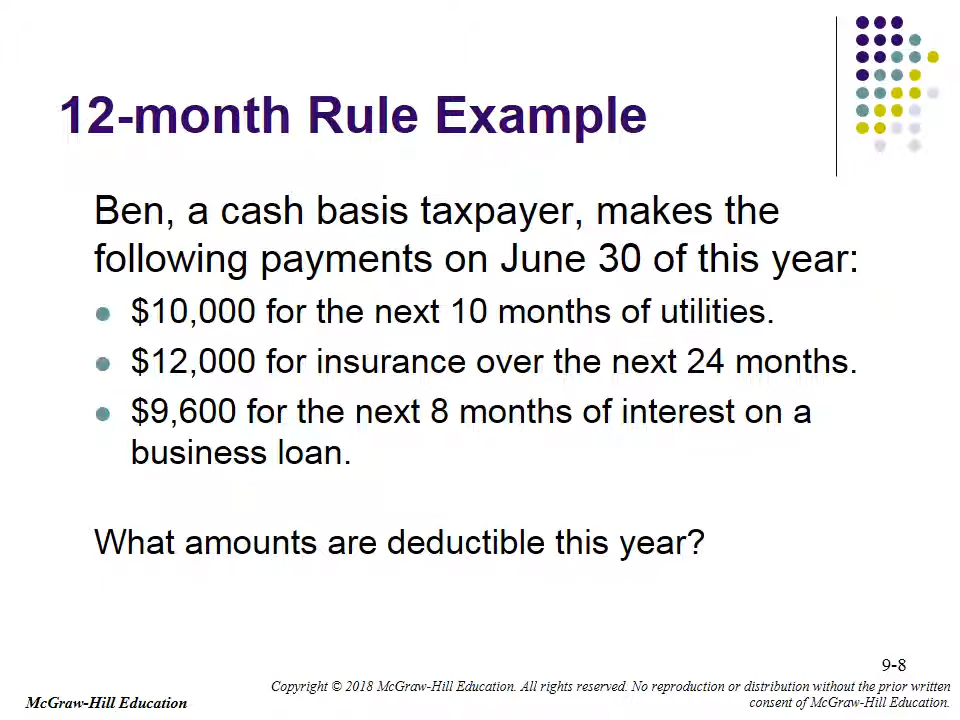 12-month Rule Example
Ben, a cash basis taxpayer, makes the
following payments on June 30 of this year:
$10,000 for the next 10 months of utilities.
$12,000 for insurance over the next 24 months.
$9,600 for the next 8 months of interest on a
business loan.
What amounts are deductible this year?
9-8
Copyright © 2018 McGraw-Hill Education. All rights reserved. No reproduction or distribution without the prior written
McGraw-Hill Education
consent of McGraw-Hill Education.